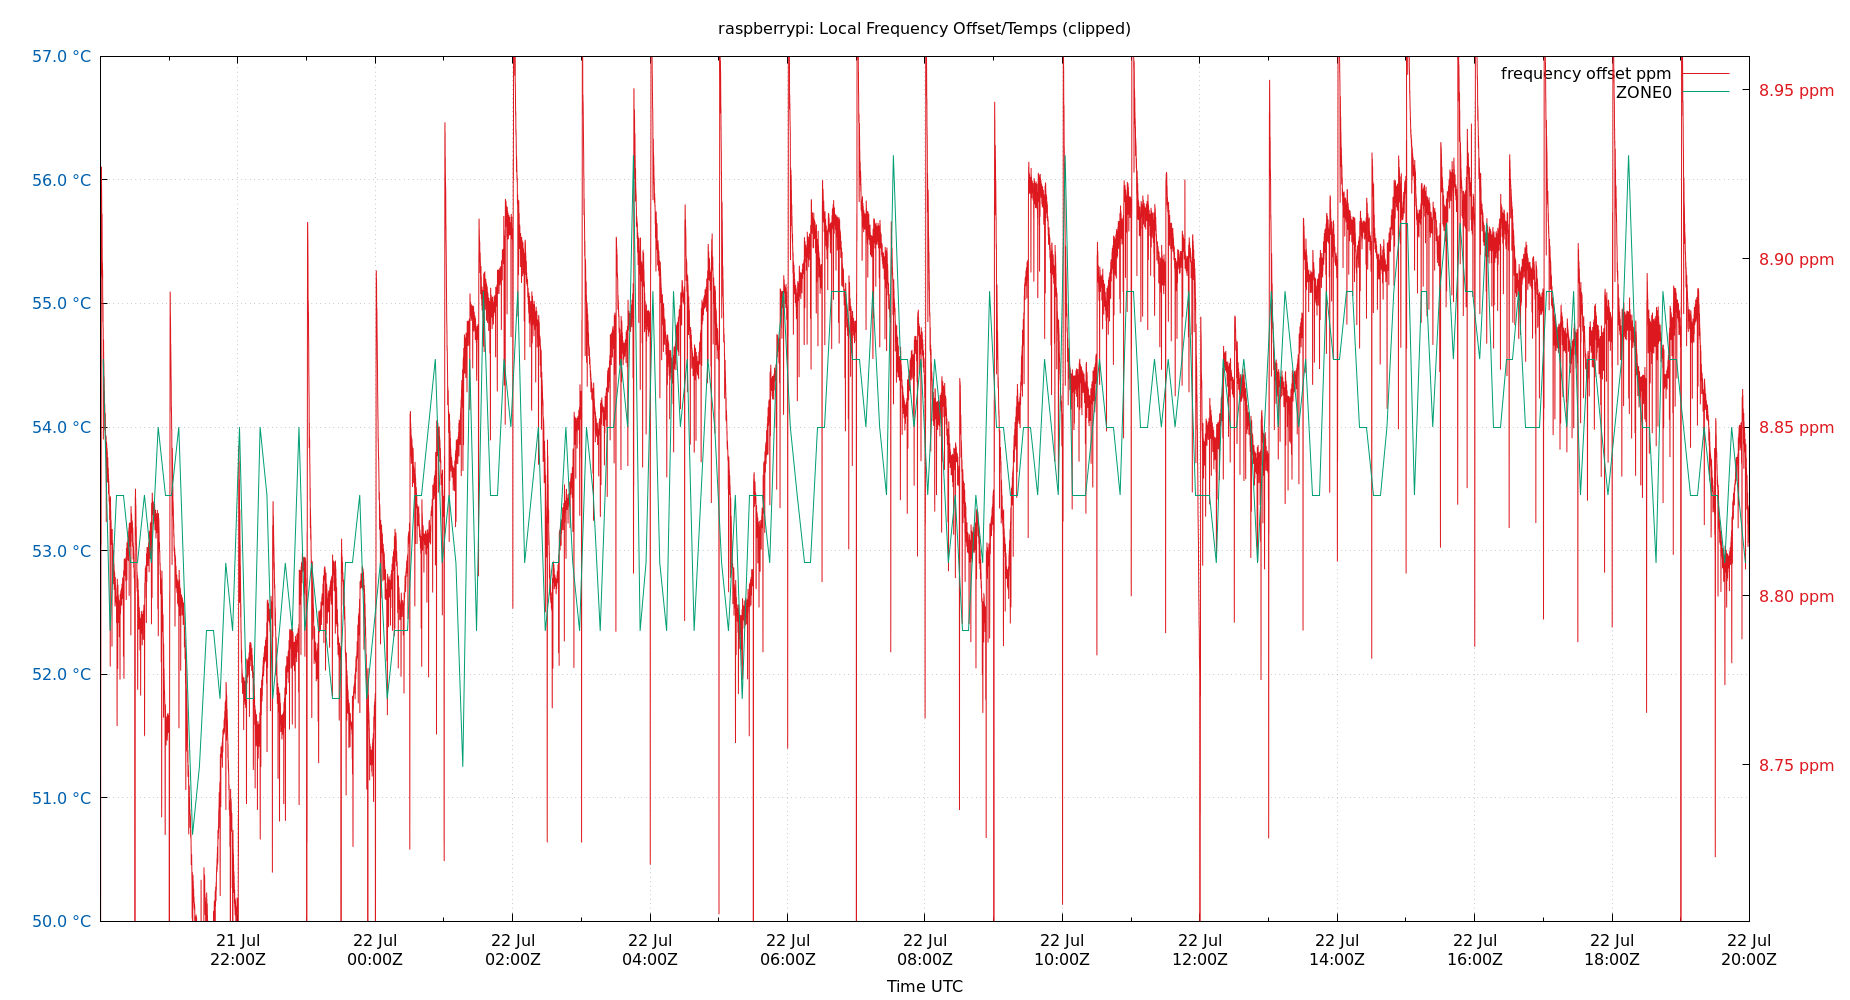 raspberrypi: Local Frequency Offset/Temps (clipped)
57.0 °C
56.0 °C
55.0 °C
54.0 °C
53.0 °C
52.0 °C
51.0 °C
50.0 °C
frequency offset ppm
ZONE0
8.95 ppm
8.90 ppm
8.85 ppm
8.80 ppm
8.75 ppm
21 Jul 22 Jul 22 Jul 22 Jul 22 Jul 22 Jul 22 Jul 22 Jul 22 Jul 22 Jul 22 Jul 22 Jul
22:00Z 00:00Z 02:00Z 04:00Z 06:00Z 08:00Z 10:00Z 12:00Z 14:00Z 16:00Z 18:00Z 20:00Z
Time UTC